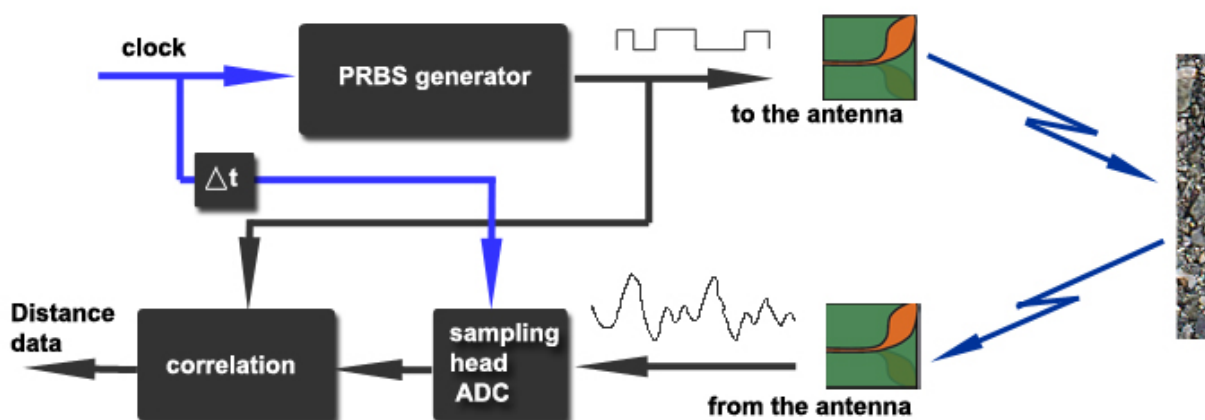 clock
PRBS generator
to the antenna
△t
Distance
data
correlation
sampling
head
ADC
from the antenna